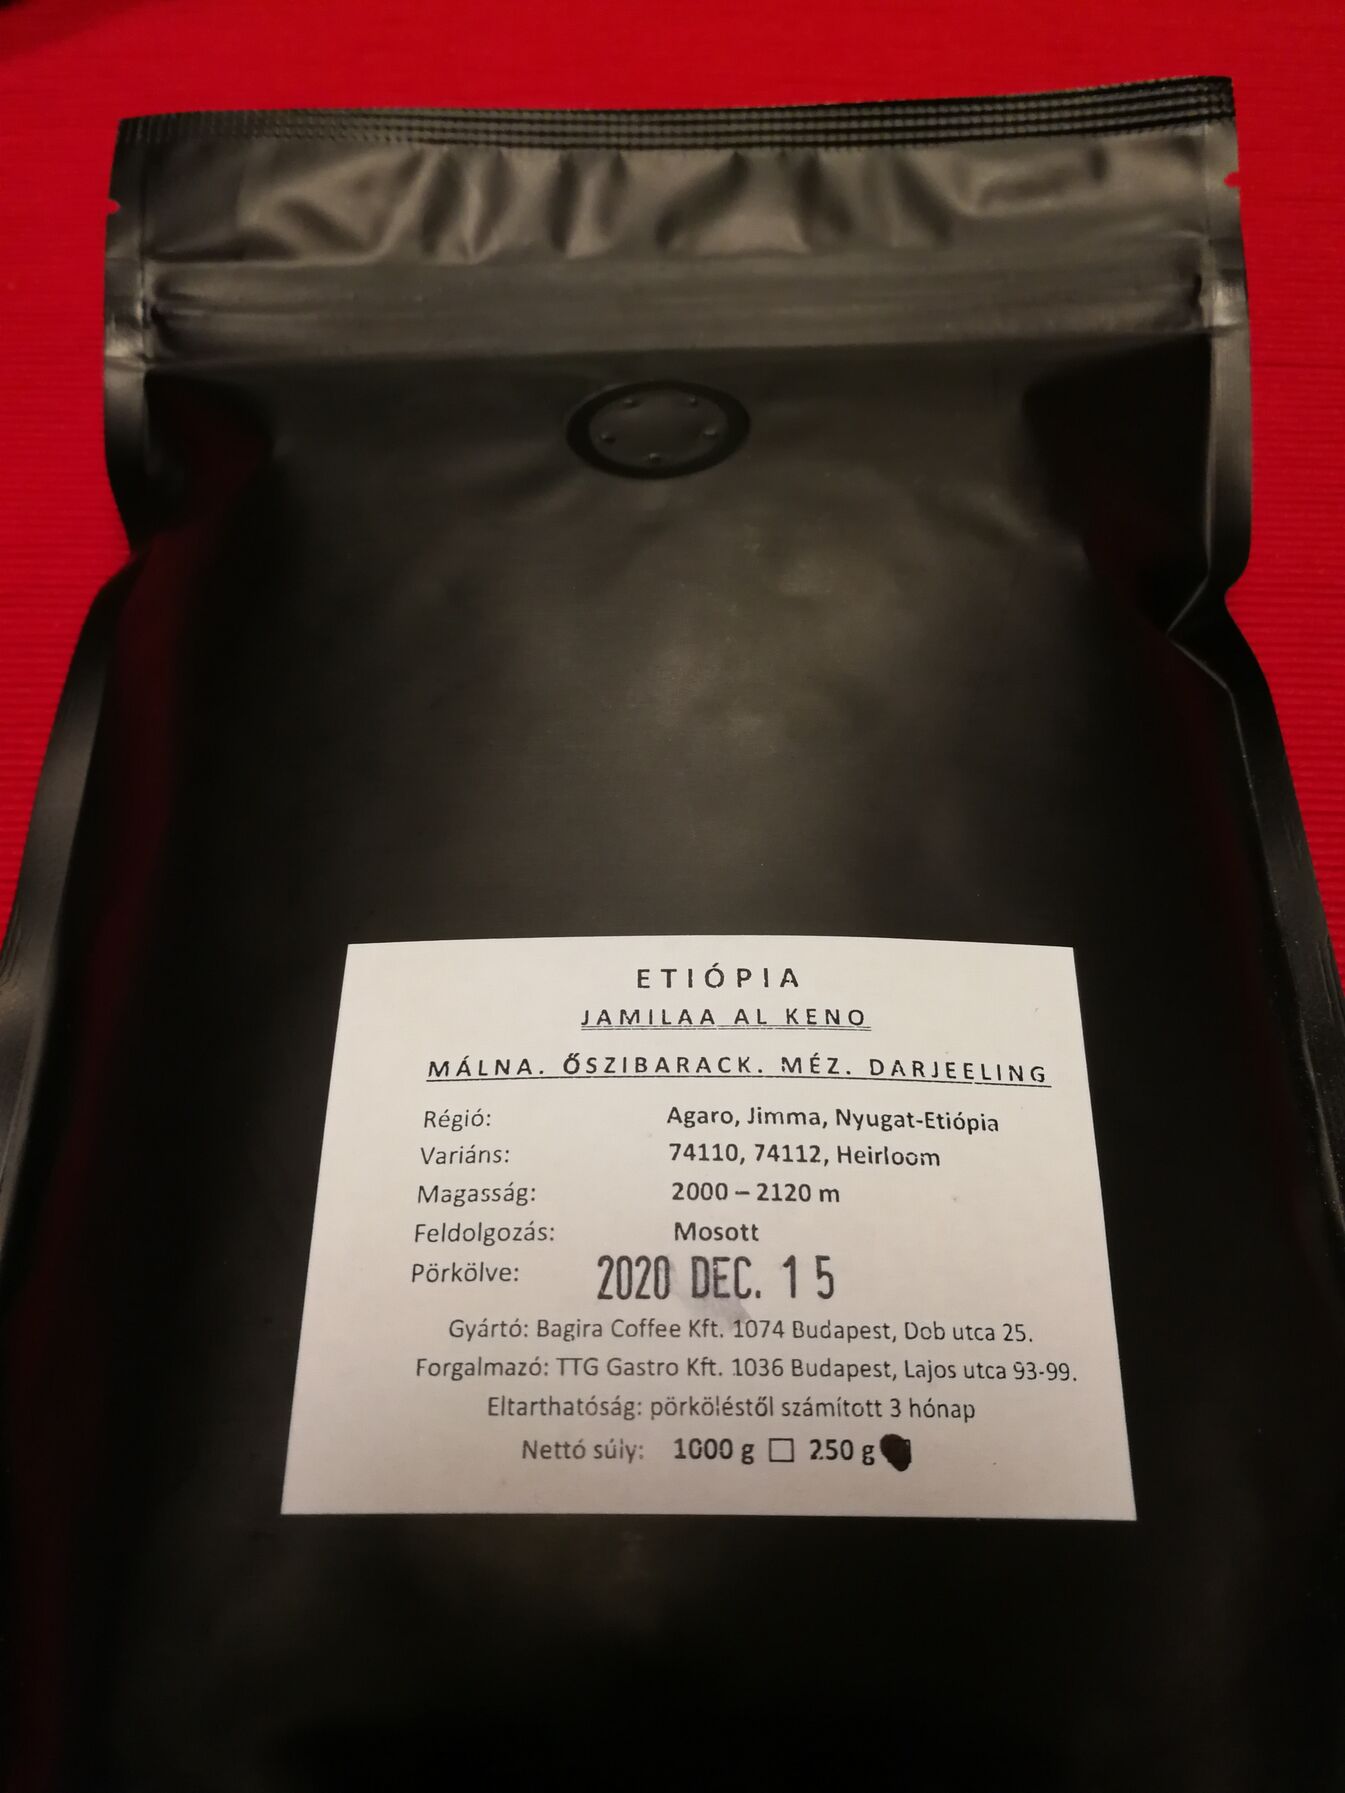 ETIÓPIA
JAMILAA AL KENO
MÁLNA. ŐSZIBARACK. MÉZ. DARJEELING
Régió: Agaro, Jimma, Nyugat-Etiópia
Variáns: 74110, 74112, Heirloom
Magasság: 2000 – 2120 m
Feldolgozás: Mosott
Pörkölve: 2020 DEC. 15
Gyártó: Bagira Coffee Kft. 1074 Budapest, Dob utca 25.
Forgalmazó: TTG Gastro Kft. 1036 Budapest, Lajos utca 93-99.
Eltarthatóság: pörköléstől számított 3 hónap
Nettó súly: 1000 g 250 g